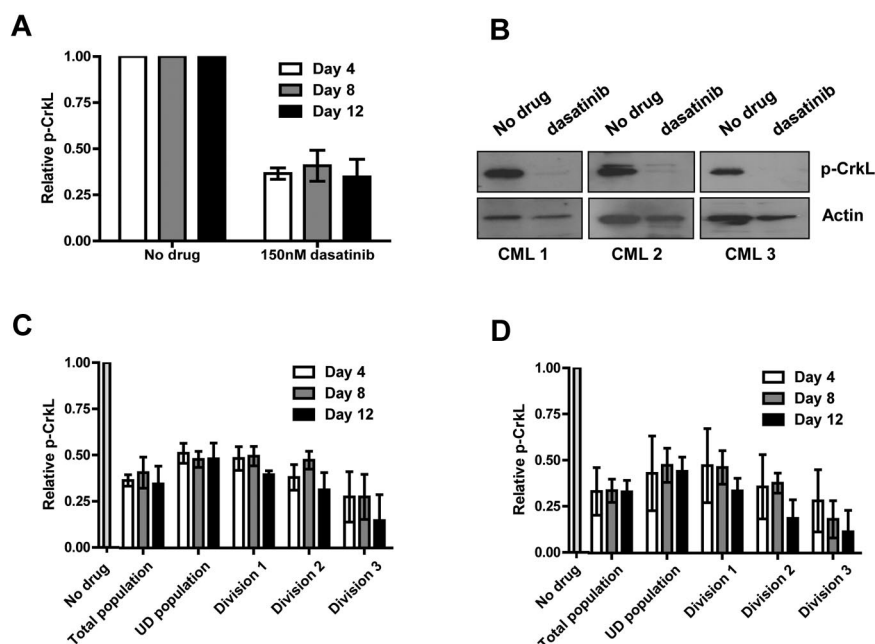 A
Relative p-CrkL
1.00
0.75
0.50
0.25
0.00
Day 4
Day 8
Day 12
No drug
150nM dasatinib
B
No drug
dasatinib
No drug
dasatinib
No drug
dasatinib
p-CrkL
Actin
CML 1
CML 2
CML 3
C
Relative p-CrkL
1.00
0.75
0.50
0.25
0.00
Day 4
Day 8
Day 12
No drug
Total population
UD population
Division 1
Division 2
Division 3
D
Relative p-CrkL
1.00
0.75
0.50
0.25
0.00
Day 4
Day 8
Day 12
No drug
Total population
UD population
Division 1
Division 2
Division 3